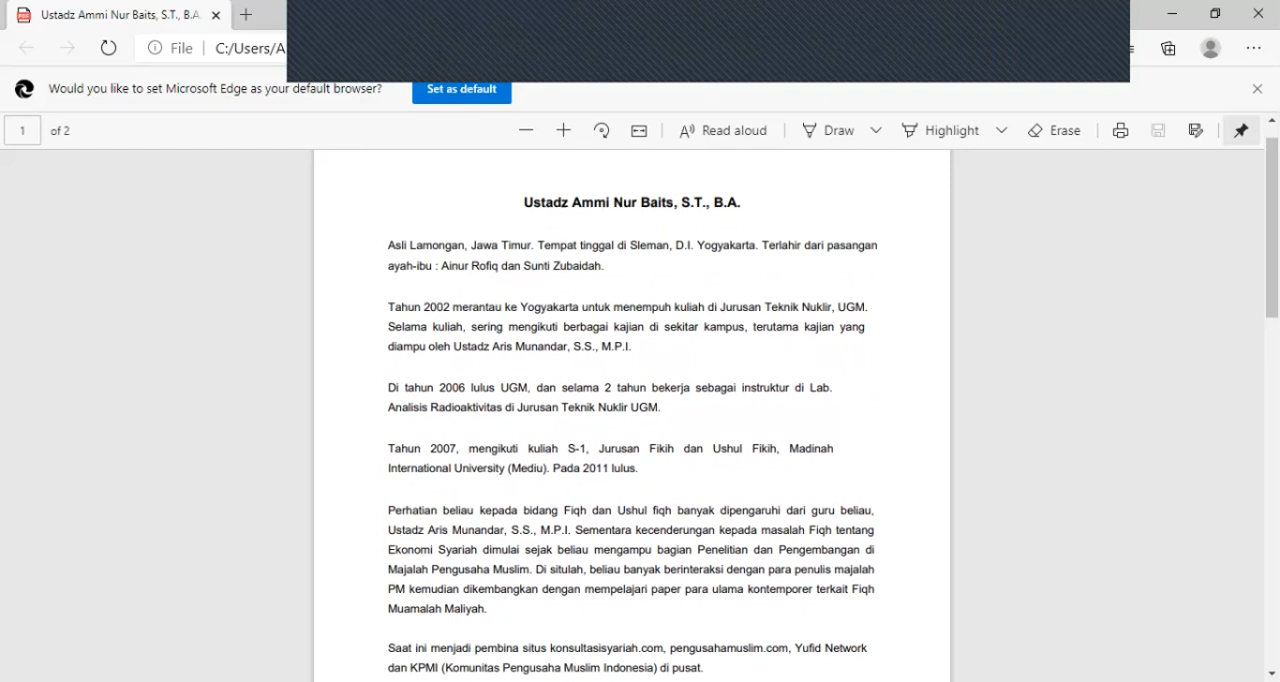 Ustadz Ammi Nur Baits, S.T., B.A.
File | C:/Users/A
Would you like to set Microsoft Edge as your default browser? Set as default
1 of 2 Read aloud Draw Highlight Erase
Ustadz Ammi Nur Baits, S.T., B.A.
Asli Lamongan, Jawa Timur. Tempat tinggal di Sleman, D.I. Yogyakarta. Terlahir dari pasangan
ayah-ibu : Ainur Rofiq dan Sunti Zubaidah.
Tahun 2002 merantau ke Yogyakarta untuk menempuh kuliah di Jurusan Teknik Nuklir, UGM.
Selama kuliah, sering mengikuti berbagai kajian di sekitar kampus, terutama kajian yang
diampu oleh Ustadz Aris Munandar, S.S., M.P.I.
Di tahun 2006 lulus UGM, dan selama 2 tahun bekerja sebagai instruktur di Lab.
Analisis Radioaktivitas di Jurusan Teknik Nuklir UGM.
Tahun 2007, mengikuti kuliah S-1, Jurusan Fikih dan Ushul Fikih, Madinah
International University (Mediu). Pada 2011 lulus.
Perhatian beliau kepada bidang Fiqh dan Ushul fiqh banyak dipengaruhi dari guru beliau,
Ustadz Aris Munandar, S.S., M.P.I. Sementara kecenderungan kepada masalah Fiqh tentang
Ekonomi Syariah dimulai sejak beliau mengampu bagian Penelitian dan Pengembangan di
Majalah Pengusaha Muslim. Di situlah, beliau banyak berinteraksi dengan para penulis majalah
PM kemudian dikembangkan dengan mempelajari paper para ulama kontemporer terkait Fiqh
Muamalah Maliyah.
Saat ini menjadi pembina situs konsultasisyariah.com, pengusahamuslim.com, Yufid Network
dan KPMI (Komunitas Pengusaha Muslim Indonesia) di pusat.